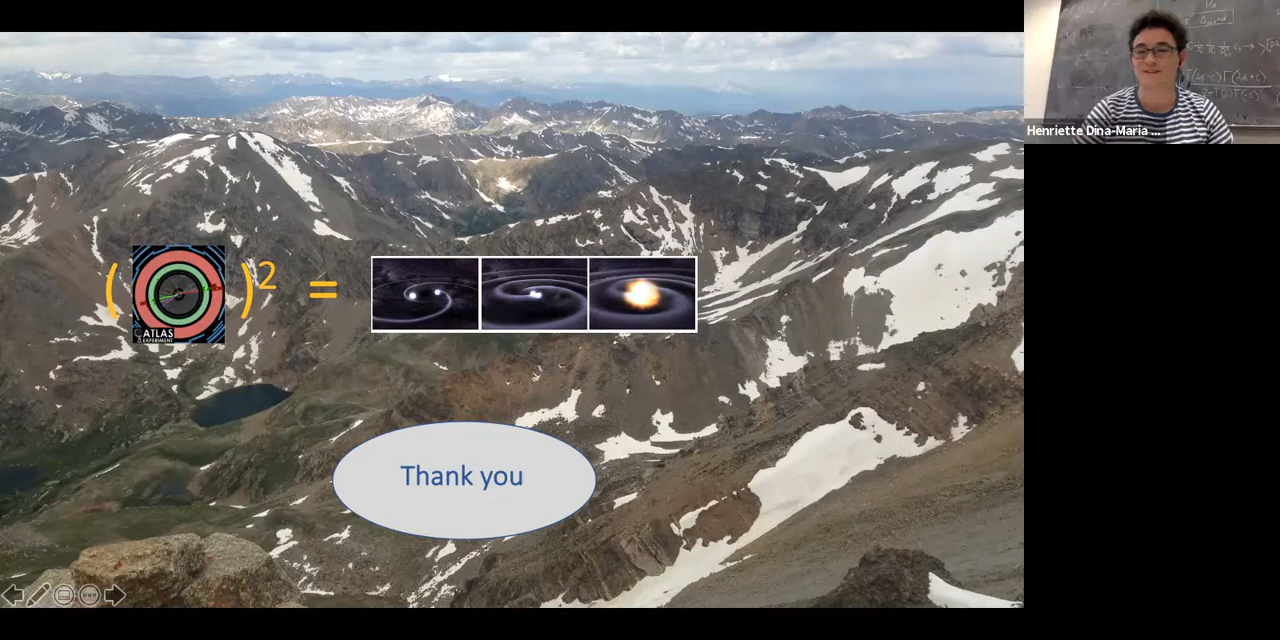 ( )² =
ATLAS
EXPERIMENT
Thank you
Henriette Dina-Maria ...